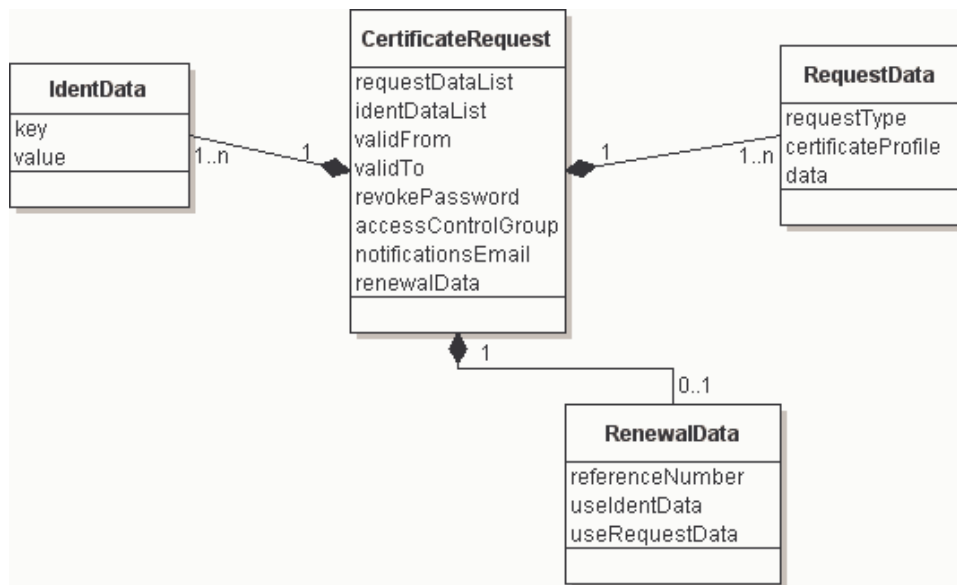 CertificateRequest
requestDataList
identDataList
validFrom
validTo
revokePassword
accessControlGroup
notificationsEmail
renewalData
IdentData
key
value
1..n
1
RequestData
requestType
certificateProfile
data
1
1..n
1
0..1
RenewalData
referenceNumber
useIdentData
useRequestData